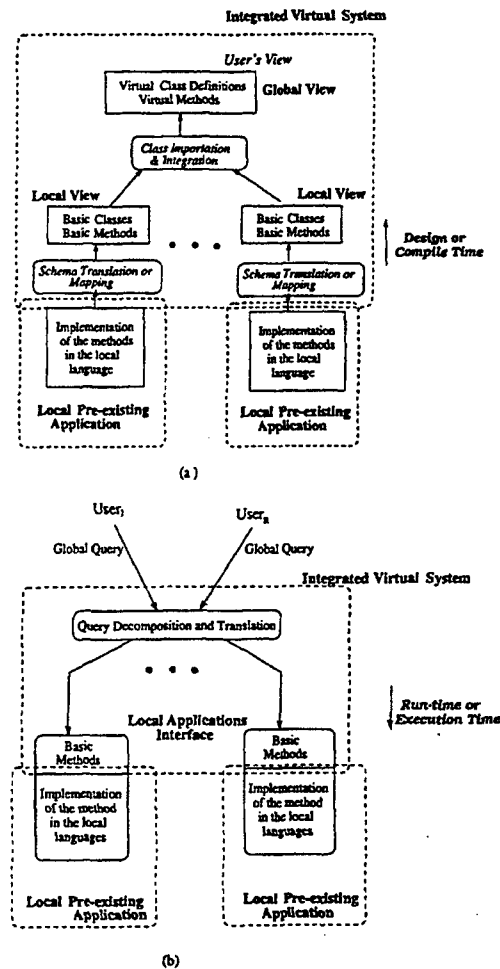 Integrated Virtual System
User's View
Virtual Class Definitions
Virtual Methods
Global View
Class Importation
& Integration
Local View
Local View
Basic Classes
Basic Methods
Basic Classes
Basic Methods
Design or
Compile Time
Schema Translation or
Mapping
Schema Translation or
Mapping
Implementation
of the methods
in the local
language
Implementation
of the methods
in the local
language
Local Pre-existing
Application
Local Pre-existing
Application
(a)
User1
Usern
Global Query
Global Query
Integrated Virtual System
Query Decomposition and Translation
Local Applications
Interface
Run-time or
Execution Time
Basic
Methods
Basic
Methods
Implementation
of the method
in the local
languages
Implementation
of the method
in the local
languages
Local Pre-existing
Application
Local Pre-existing
Application
(b)